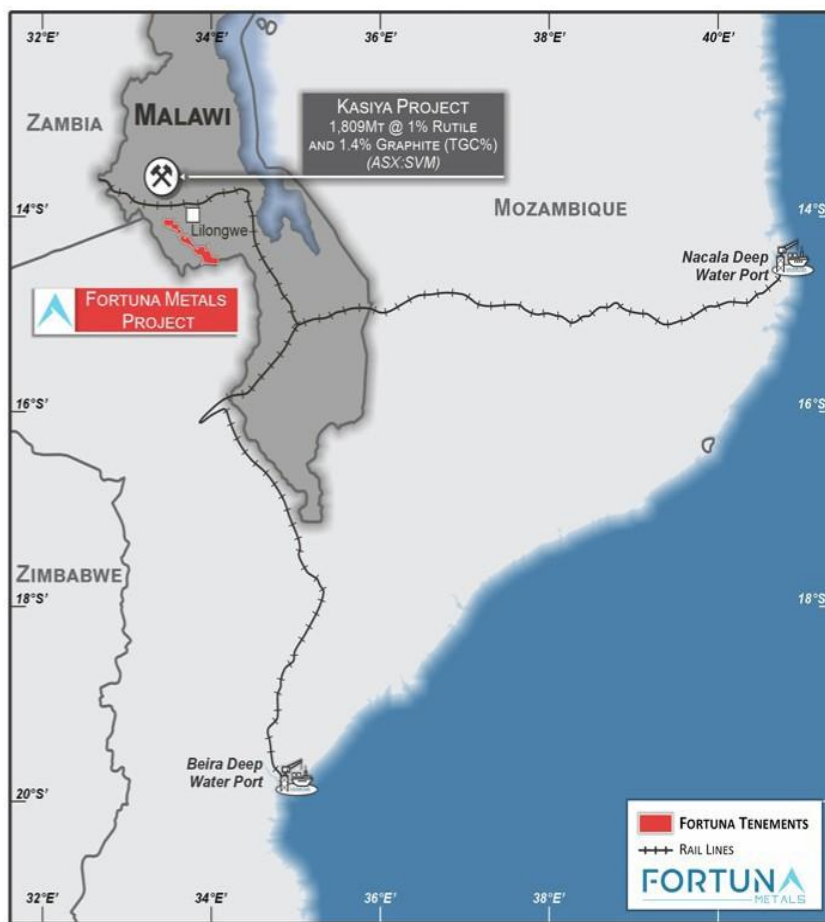 32°E'
34°E'
36°E'
38°E'
40°E'
ZAMBIA
MALAWI
KASIYA PROJECT
1,809MT @ 1% RUTILE
AND 1.4% GRAPHITE (TGC%)
(ASX:SVM)
14°S'
14°S'
Lilongwe
MOZAMBIQUE
Nacala Deep
Water Port
FORTUNA METALS
PROJECT
16°S'
16°S'
ZIMBABWE
18°S'
18°S'
Beira Deep
Water Port
20°S'
FORTUNA TENEMENTS
RAIL LINES
FORTUNA
METALS
32°E'
34°E'
36°E'
38°E'
40°E'